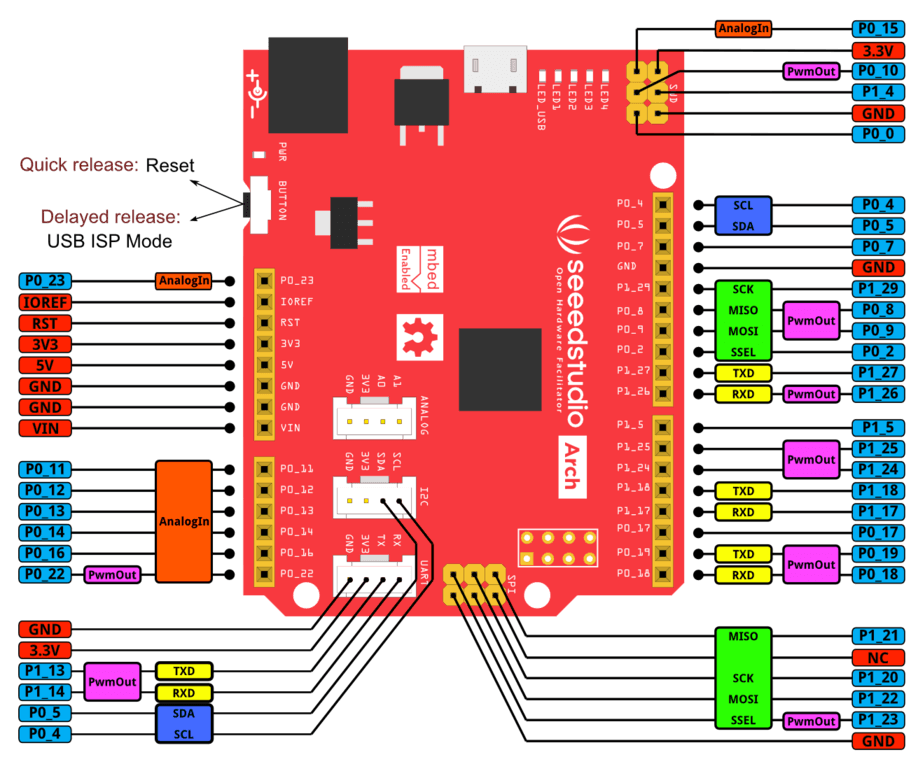 AnalogIn P0_15
3.3V
PwmOut P0_10
P1_4
GND
P0_0
SWD
LED_USB
LED1
LED2
LED3
LED4
PWR
BUTTON
Quick release: Reset
Delayed release:
USB ISP Mode
P0_23 AnalogIn P0_23
IOREF IOREF
RST RST
3V3 3V3
5V 5V
GND GND
GND GND
VIN VIN
P0_11 P0_11
P0_12 P0_12
P0_13 AnalogIn P0_13
P0_14 P0_14
P0_16 P0_16
P0_22 PwmOut P0_22
mbed
Enabled
seeedstudio
Open Hardware Facilitator
Arch
GND 3V3 A0 A1
ANALOG
GND 3V3 SDA SCL
I2C
GND 3V3 TX RX
UART
SPI
P0_4 SCL P0_4
P0_5 SDA P0_5
P0_7 P0_7
GND GND
P1_29 SCK P1_29
P0_8 MISO P0_8
PwmOut
P0_9 MOSI P0_9
P0_2 SSEL P0_2
P1_27 TXD P1_27
P1_26 RXD PwmOut P1_26
P1_5 P1_5
P1_25 P1_25
PwmOut
P1_24 P1_24
P1_18 TXD P1_18
P1_17 RXD P1_17
P0_17 P0_17
P0_19 TXD P0_19
PwmOut
P0_18 RXD P0_18
GND
3.3V
P1_13 TXD
PwmOut
P1_14 RXD
P0_5 SDA
P0_4 SCL
MISO P1_21
NC
SCK P1_20
MOSI P1_22
SSEL PwmOut P1_23
GND